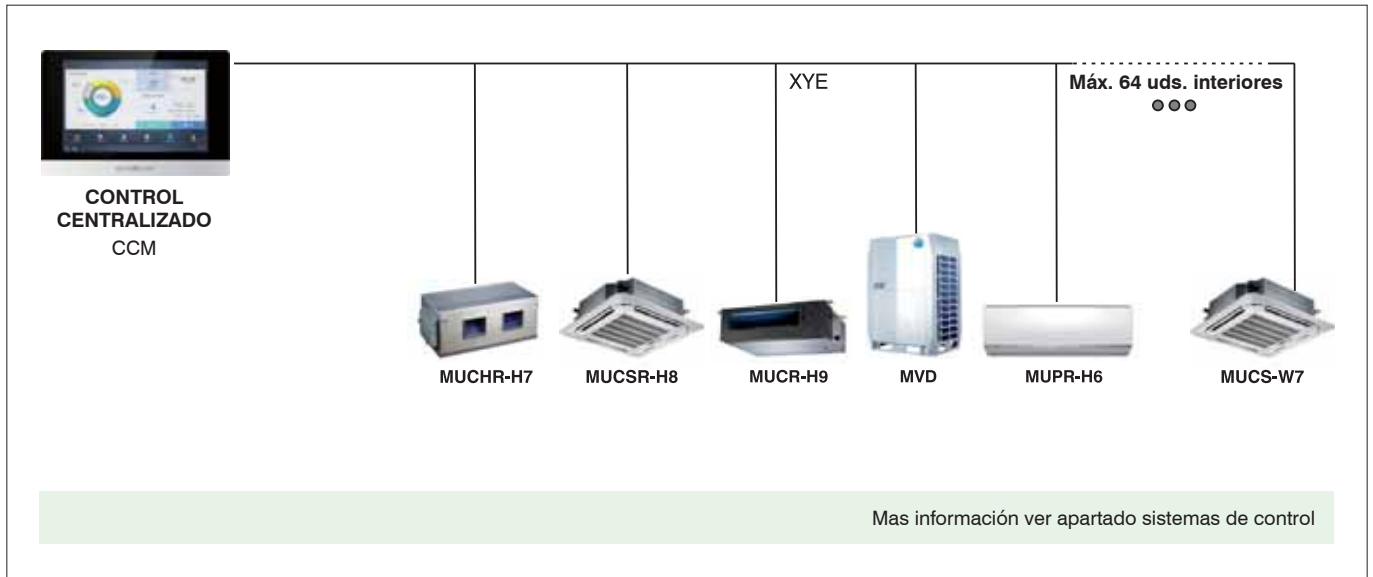 XYE
Máx. 64 uds. interiores
CONTROL
CENTRALIZADO
CCM
MUCHR-H7
MUCSR-H8
MUCR-H9
MVD
MUPR-H6
MUCS-W7
Mas información ver apartado sistemas de control